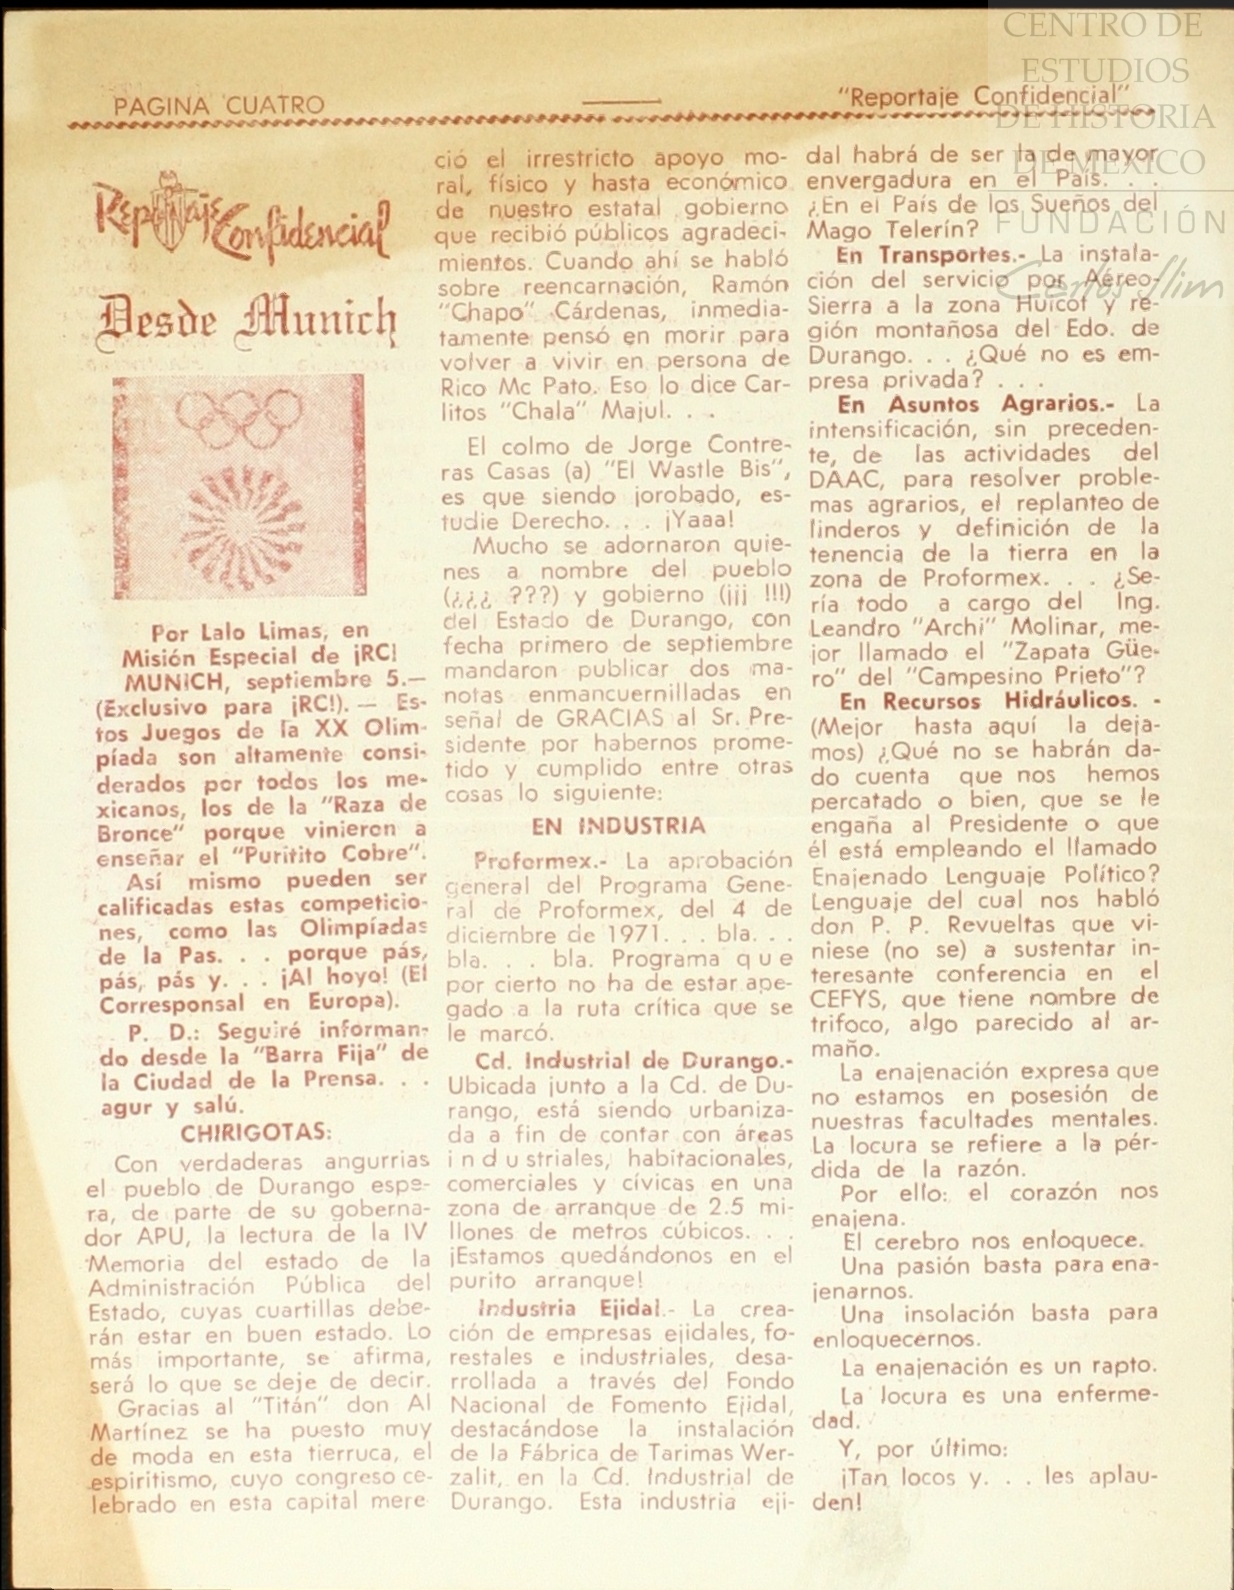 CENTRO DE
ESTUDIOS
DE HISTORIA
DE MÉXICO
FUNDACIÓN
Carlos Slim
PAGINA CUATRO
"Reportaje Confidencial"
Reportaje Confidencial
Desde Munich
Por Lalo Limas, en
Misión Especial de ¡RC!
MUNICH, septiembre 5.—
(Exclusivo para ¡RC!).— Es-
tos Juegos de la XX Olim-
píada son altamente consi-
derados por todos los me-
xicanos, los de la "Raza de
Bronce" porque vinieron a
enseñar el "Puritito Cobre".
Así mismo pueden ser
calificadas estas competicio-
nes, como las Olimpíadas
de la Pas. . . porque pás,
pás, pás y. . . ¡Al hoyo! (El
Corresponsal en Europa).
P. D.: Seguiré informan-
do desde la "Barra Fija" de
la Ciudad de la Prensa. . .
agur y salú.
CHIRIGOTAS:
Con verdaderas angurrias
el pueblo de Durango espe-
ra, de parte de su goberna-
dor APU, la lectura de la IV
Memoria del estado de la
Administración Pública del
Estado, cuyas cuartillas debe-
rán estar en buen estado. Lo
más importante, se afirma,
será lo que se deje de decir.
Gracias al "Titán" don Al
Martínez se ha puesto muy
de moda en esta tierruca, el
espiritismo, cuyo congreso ce-
lebrado en esta capital mere
ció el irrestricto apoyo mo-
ral, físico y hasta económico
de nuestro estatal gobierno
que recibió públicos agradeci-
mientos. Cuando ahí se habló
sobre reencarnación, Ramón
"Chapo" Cárdenas, inmedia-
tamente pensó en morir para
volver a vivir en persona de
Rico Mc Pato. Eso lo dice Car-
litos "Chala" Majul. . .
El colmo de Jorge Contre-
ras Casas (a) "El Wastle Bis",
es que siendo jorobado, es-
tudie Derecho. . . ¡Yaaa!
Mucho se adornaron quie-
nes a nombre del pueblo
(¿¿¿ ???) y gobierno (¡¡¡ !!!)
del Estado de Durango, con
fecha primero de septiembre
mandaron publicar dos ma-
notas enmancuernilladas en
señal de GRACIAS al Sr. Pre-
sidente por habernos prome-
tido y cumplido entre otras
cosas lo siguiente:
EN INDUSTRIA
Proformex.- La aprobación
general del Programa Gene-
ral de Proformex, del 4 de
diciembre de 1971. . . bla. . .
bla. . . bla. Programa que
por cierto no ha de estar ape-
gado a la ruta crítica que se
le marcó.
Cd. Industrial de Durango.-
Ubicada junto a la Cd. de Du-
rango, está siendo urbaniza-
da a fin de contar con áreas
industriales, habitacionales,
comerciales y cívicas en una
zona de arranque de 2.5 mi-
llones de metros cúbicos. . .
¡Estamos quedándonos en el
purito arranque!
Industria Ejidal.- La crea-
ción de empresas ejidales, fo-
restales e industriales, desa-
rrollada a través del Fondo
Nacional de Fomento Ejidal,
destacándose la instalación
de la Fábrica de Tarimas Wer-
zalit, en la Cd. Industrial de
Durango. Esta industria eji-
dal habrá de ser la de mayor
envergadura en el País. . .
¿En el País de los Sueños del
Mago Telerín?
En Transportes.- La instala-
ción del servicio por Aereo-
Sierra a la zona Huicot y re-
gión montañosa del Edo. de
Durango. . . ¿Qué no es em-
presa privada? . . .
En Asuntos Agrarios.- La
intensificación, sin preceden-
te, de las actividades del
DAAC, para resolver proble-
mas agrarios, el replanteo de
linderos y definición de la
tenencia de la tierra en la
zona de Proformex. . . ¿Se-
ría todo a cargo del Ing.
Leandro "Archi" Molinar, me-
jor llamado el "Zapata Güe-
ro" del "Campesino Prieto"?
En Recursos Hidráulicos. -
(Mejor hasta aquí la deja-
mos) ¿Qué no se habrán da-
do cuenta que nos hemos
percatado o bien, que se le
engaña al Presidente o que
él está empleando el llamado
Enajenado Lenguaje Político?
Lenguaje del cual nos habló
don P. P. Revueltas que vi-
niese (no se) a sustentar in-
teresante conferencia en el
CEFYS, que tiene nombre de
trifoco, algo parecido al ar-
maño.
La enajenación expresa que
no estamos en posesión de
nuestras facultades mentales.
La locura se refiere a la pér-
dida de la razón.
Por ello: el corazón nos
enajena.
El cerebro nos enloquece.
Una pasión basta para ena-
jenarnos.
Una insolación basta para
enloquecernos.
La enajenación es un rapto.
La locura es una enferme-
dad.
Y, por último:
¡Tan locos y. . . les aplau-
den!